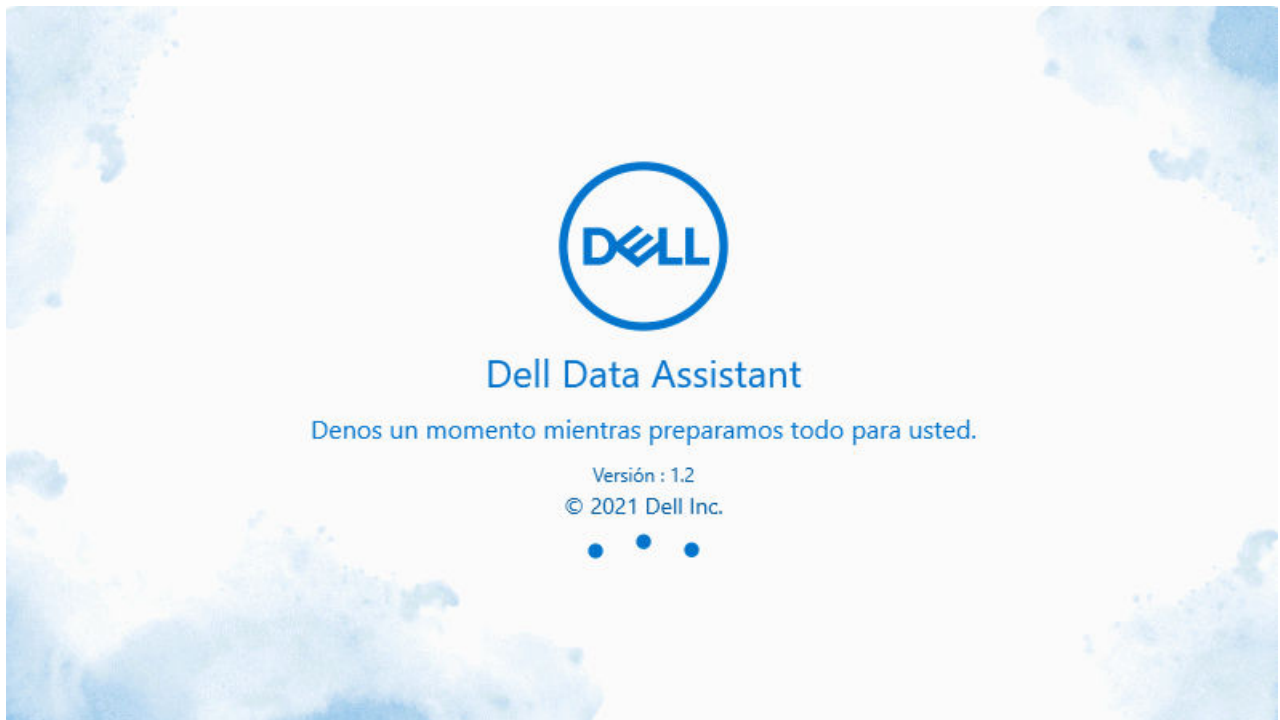 DELL
Dell Data Assistant
Denos un momento mientras preparamos todo para usted.
Versión : 1.2
© 2021 Dell Inc.